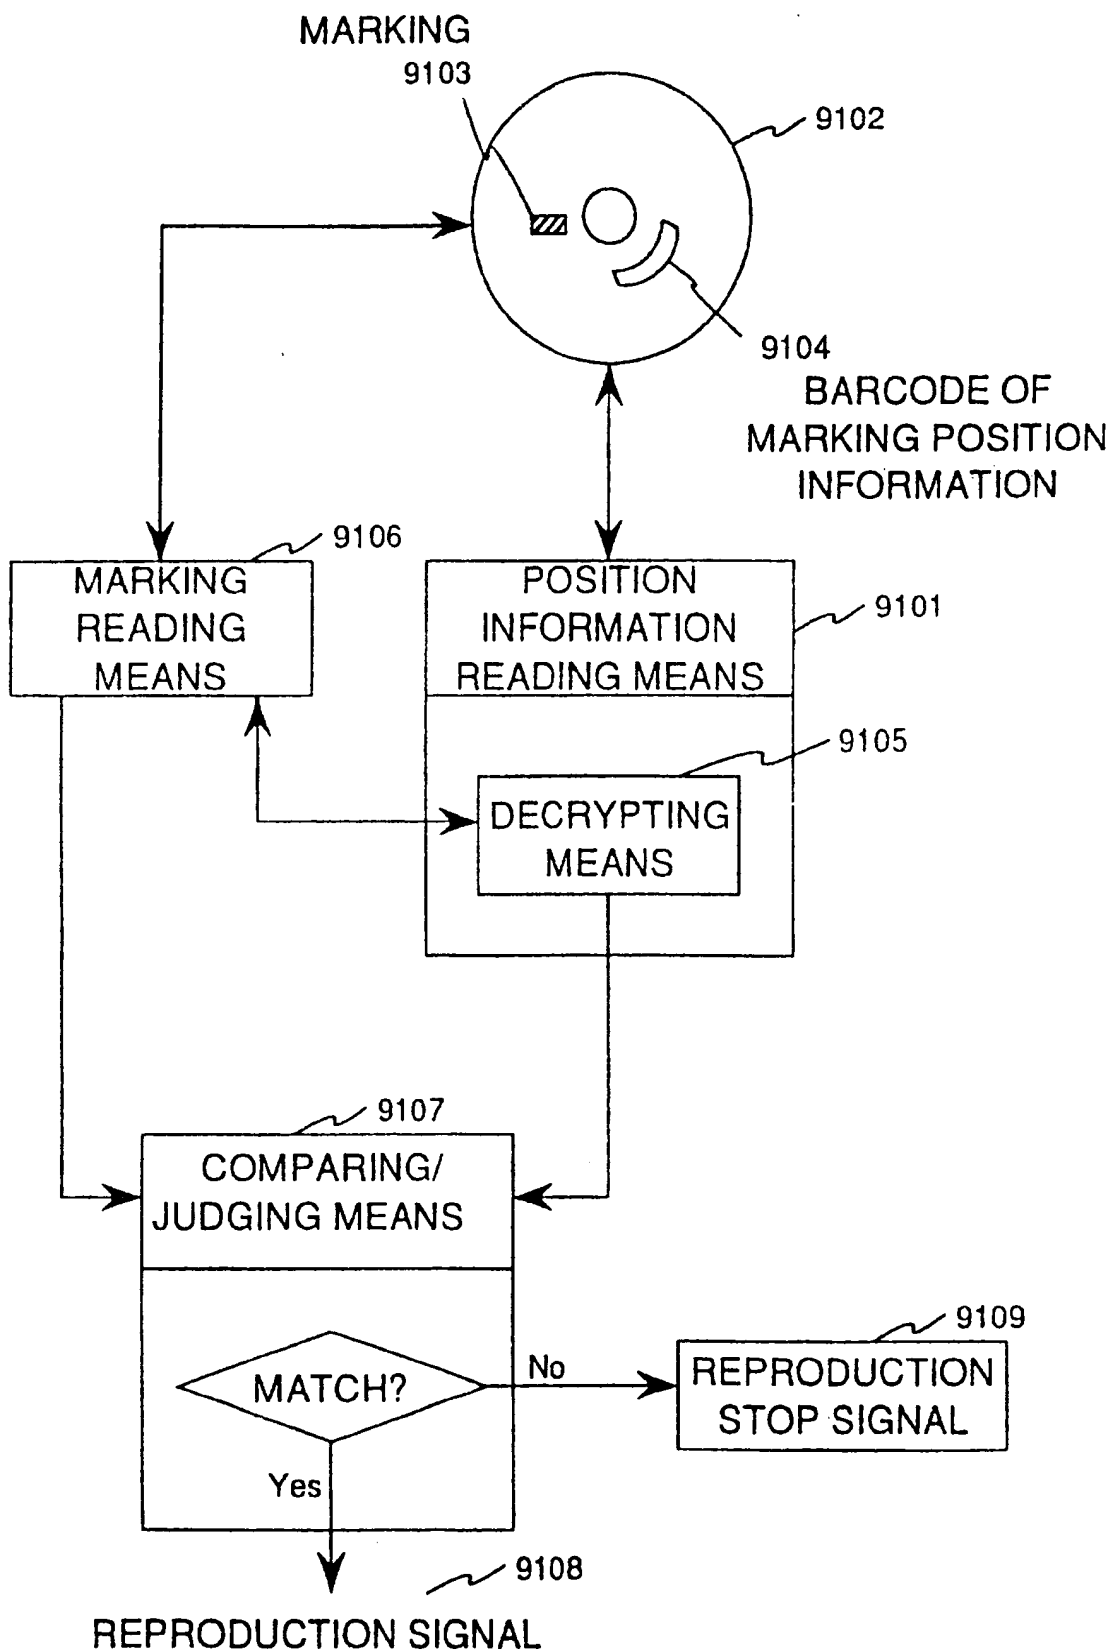 MARKING
9103
9102
9104
BARCODE OF
MARKING POSITION
INFORMATION
9106
MARKING
READING
MEANS
POSITION
INFORMATION
READING MEANS
9101
9105
DECRYPTING
MEANS
9107
COMPARING/
JUDGING MEANS
MATCH?
No
Yes
9109
REPRODUCTION
STOP SIGNAL
9108
REPRODUCTION SIGNAL